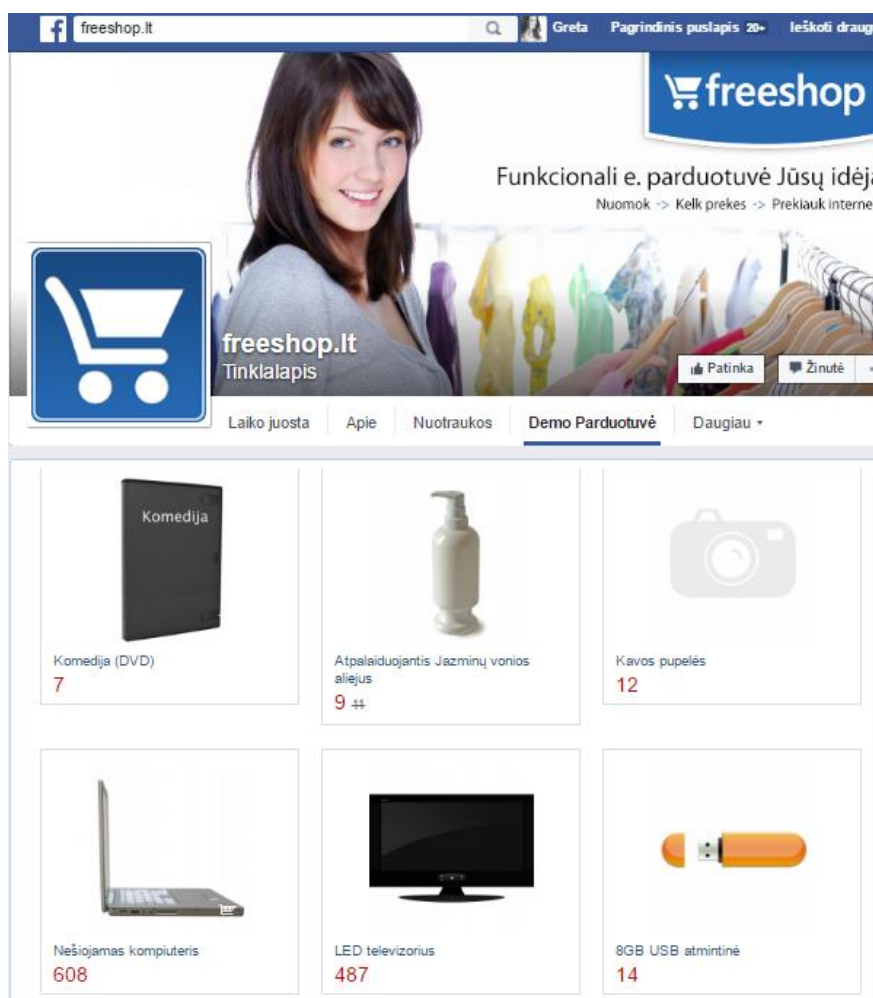 freeshop.lt
Greta Pagrindinis puslapis 20+ Ieškoti draug
freeshop
Funkcionali e. parduotuvė Jūsų idėja
Nuomok -> Kelk prekes -> Prekiauk interne
freeshop.lt
Tinklalapis
Patinka Žinutė
Laiko juosta Apie Nuotraukos Demo Parduotuvė Daugiau
Komedija
Komedija (DVD)
7
Atpalaiduojantis Jazminų vonios
aliejus
9 11
Kavos pupelės
12
Nešiojamas kompiuteris
608
LED televizorius
487
8GB USB atmintinė
14